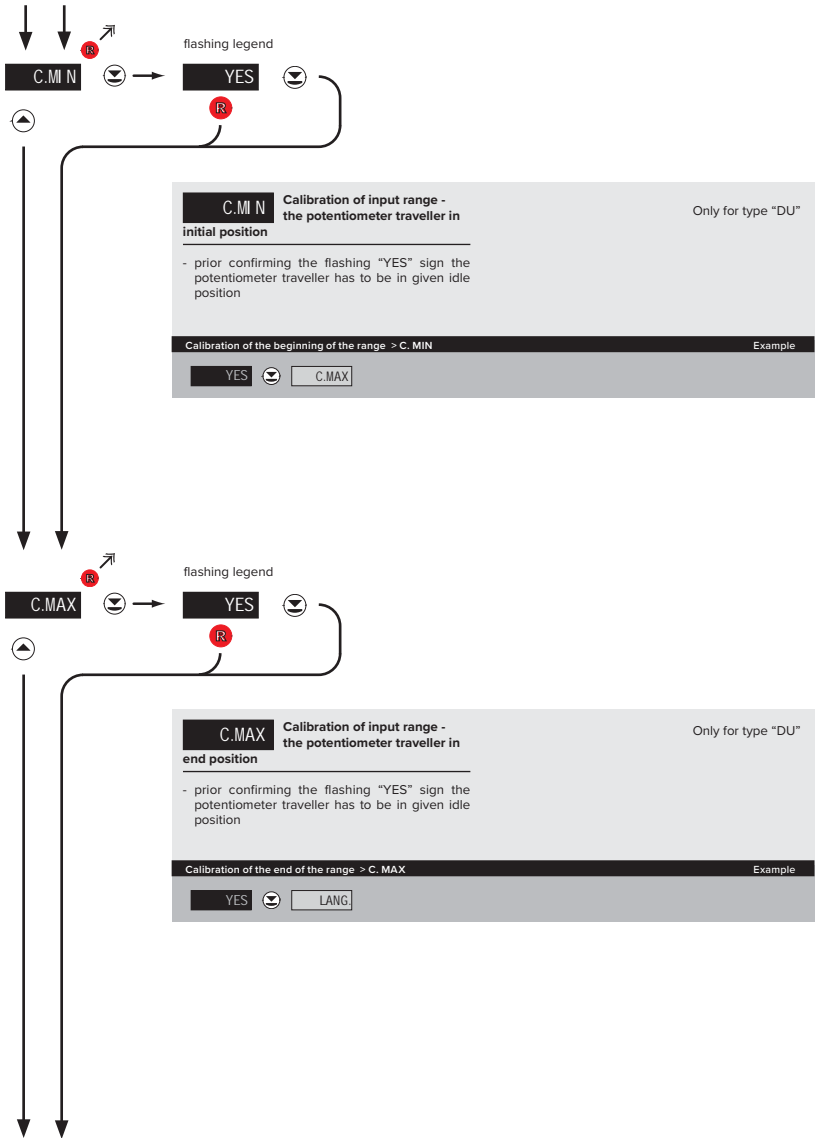 R
flashing legend
C.MI N
YES
R
C.MI N
Calibration of input range -
the potentiometer traveller in
initial position
Only for type “DU”
- prior confirming the flashing “YES” sign the
potentiometer traveller has to be in given idle
position
Calibration of the beginning of the range > C. MIN
Example
YES
C.MAX
R
flashing legend
C.MAX
YES
R
C.MAX
Calibration of input range -
the potentiometer traveller in
end position
Only for type “DU”
- prior confirming the flashing “YES” sign the
potentiometer traveller has to be in given idle
position
Calibration of the end of the range > C. MAX
Example
YES
LANG.